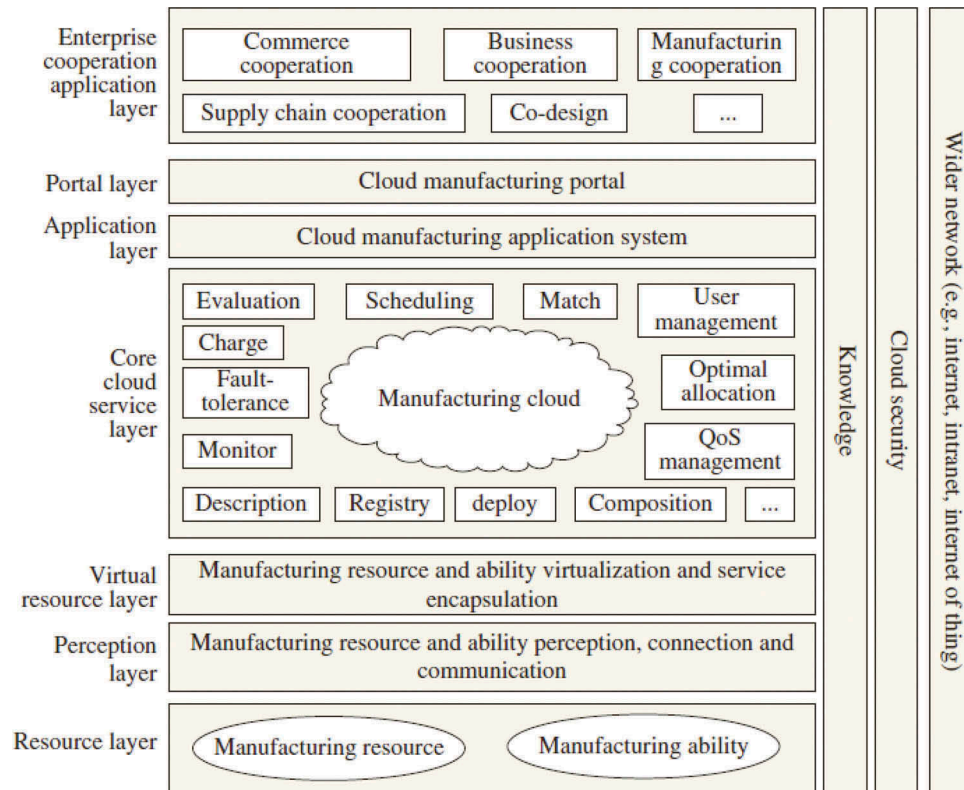 Enterprise
cooperation
application
layer
Commerce
cooperation
Business
cooperation
Manufacturin
g cooperation
Supply chain cooperation
Co-design
...
Portal layer
Cloud manufacturing portal
Application
layer
Cloud manufacturing application system
Core
cloud
service
layer
Evaluation
Scheduling
Match
User
management
Charge
Fault-
tolerance
Manufacturing cloud
Optimal
allocation
Monitor
QoS
management
Description
Registry
deploy
Composition
...
Virtual
resource layer
Manufacturing resource and ability virtualization and service
encapsulation
Perception
layer
Manufacturing resource and ability perception, connection and
communication
Resource layer
Manufacturing resource
Manufacturing ability
Knowledge
Cloud security
Wider network (e.g., internet, intranet, internet of thing)